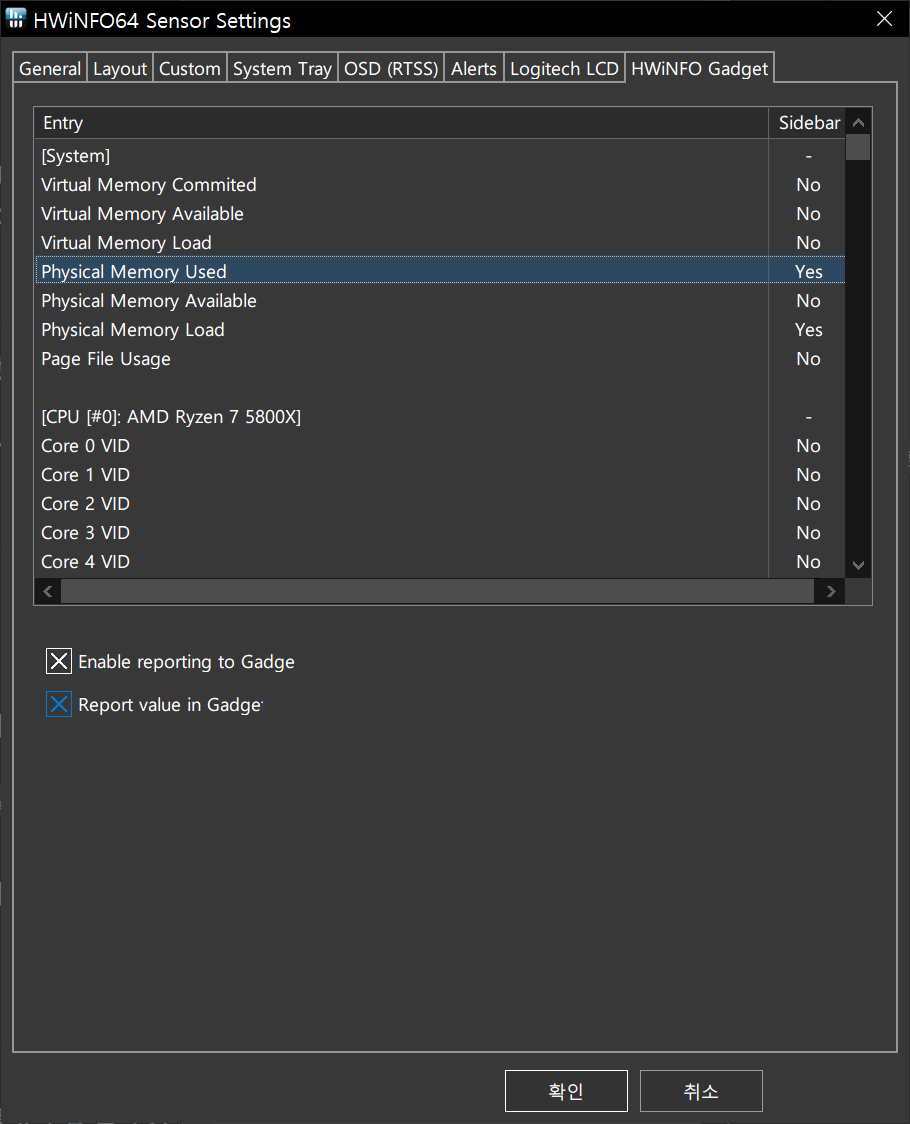 HWiNFO64 Sensor Settings
General Layout Custom System Tray OSD (RTSS) Alerts Logitech LCD HWiNFO Gadget
Entry Sidebar
[System] -
Virtual Memory Commited No
Virtual Memory Available No
Virtual Memory Load No
Physical Memory Used Yes
Physical Memory Available No
Physical Memory Load Yes
Page File Usage No
[CPU [#0]: AMD Ryzen 7 5800X] -
Core 0 VID No
Core 1 VID No
Core 2 VID No
Core 3 VID No
Core 4 VID No
Enable reporting to Gadge
Report value in Gadge
확인 취소